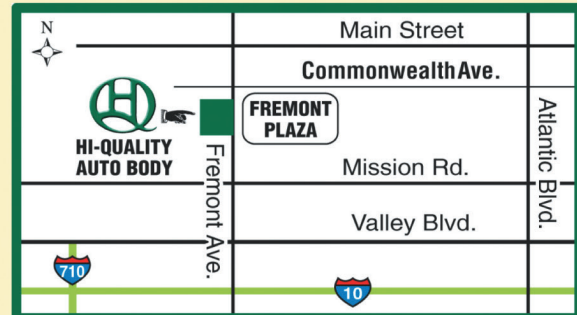 N
Main Street
CommonwealthAve.
HQ
HI-QUALITY
AUTO BODY
FREMONT
PLAZA
Fremont Ave.
Atlantic Blvd.
Mission Rd.
Valley Blvd.
710
10